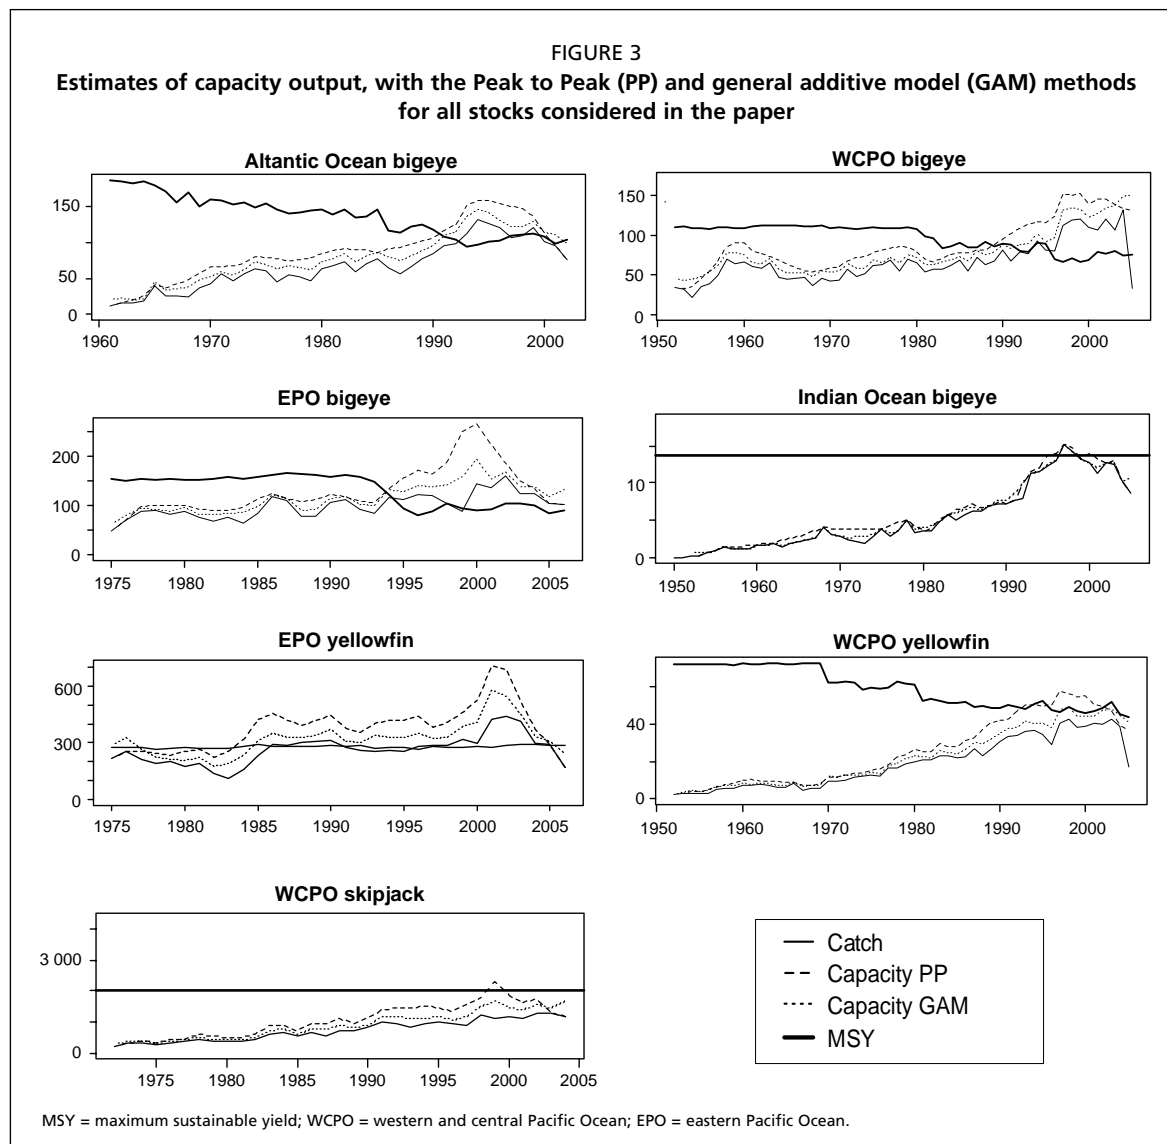 FIGURE 3
Estimates of capacity output, with the Peak to Peak (PP) and general additive model (GAM) methods
for all stocks considered in the paper
Altantic Ocean bigeye
150
50
0
1960 1970 1980 1990 2000
WCPO bigeye
150
100
50
0
1950 1960 1970 1980 1990 2000
EPO bigeye
200
100
0
1975 1980 1985 1990 1995 2000 2005
Indian Ocean bigeye
10
0
1950 1960 1970 1980 1990 2000
EPO yellowfin
600
300
0
1975 1980 1985 1990 1995 2000 2005
WCPO yellowfin
40
0
1950 1960 1970 1980 1990 2000
WCPO skipjack
3 000
0
1975 1980 1985 1990 1995 2000 2005
Catch
Capacity PP
Capacity GAM
MSY
MSY = maximum sustainable yield; WCPO = western and central Pacific Ocean; EPO = eastern Pacific Ocean.